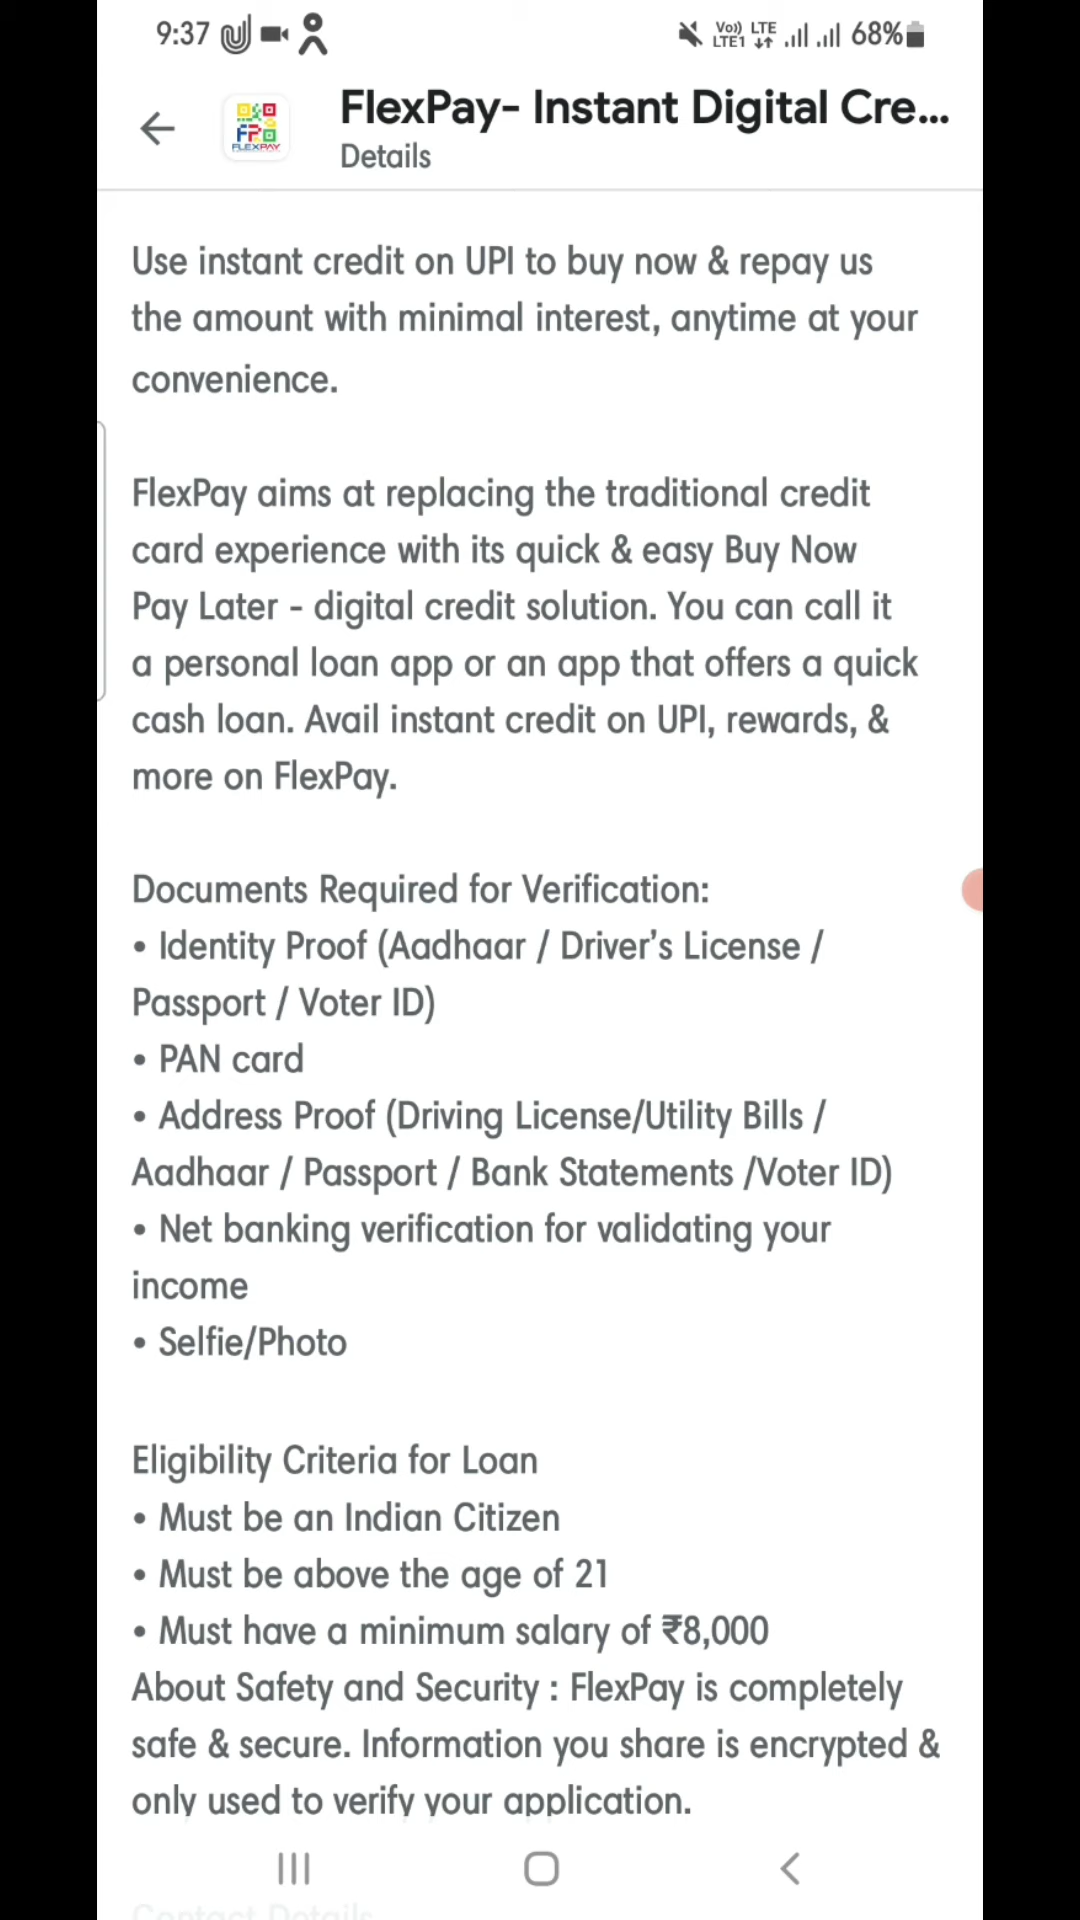 9:37
Vo)) LTE
LTE1
68%
FlexPay- Instant Digital Cre...
FLEXPAY
Details
Use instant credit on UPI to buy now & repay us
the amount with minimal interest, anytime at your
convenience.
FlexPay aims at replacing the traditional credit
card experience with its quick & easy Buy Now
Pay Later - digital credit solution. You can call it
a personal loan app or an app that offers a quick
cash loan. Avail instant credit on UPI, rewards, &
more on FlexPay.
Documents Required for Verification:
• Identity Proof (Aadhaar / Driver's License /
Passport / Voter ID)
• PAN card
• Address Proof (Driving License/Utility Bills /
Aadhaar / Passport / Bank Statements /Voter ID)
• Net banking verification for validating your
income
• Selfie/Photo
Eligibility Criteria for Loan
• Must be an Indian Citizen
• Must be above the age of 21
• Must have a minimum salary of ₹8,000
About Safety and Security : FlexPay is completely
safe & secure. Information you share is encrypted &
only used to verify your application.
Contact Details